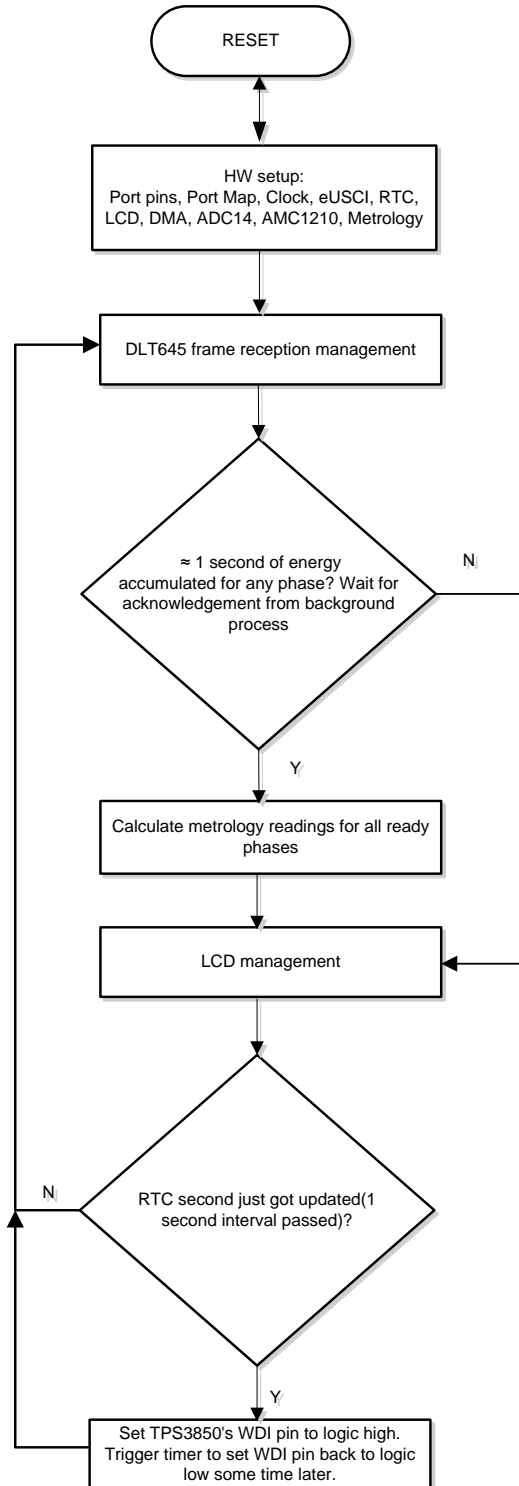 RESET
HW setup:
Port pins, Port Map, Clock, eUSCI, RTC,
LCD, DMA, ADC14, AMC1210, Metrology
DLT645 frame reception management
≈ 1 second of energy
accumulated for any phase? Wait for
acknowledgement from background
process
N
Y
Calculate metrology readings for all ready
phases
LCD management
N
RTC second just got updated(1
second interval passed)?
Y
Set TPS3850's WDI pin to logic high.
Trigger timer to set WDI pin back to logic
low some time later.